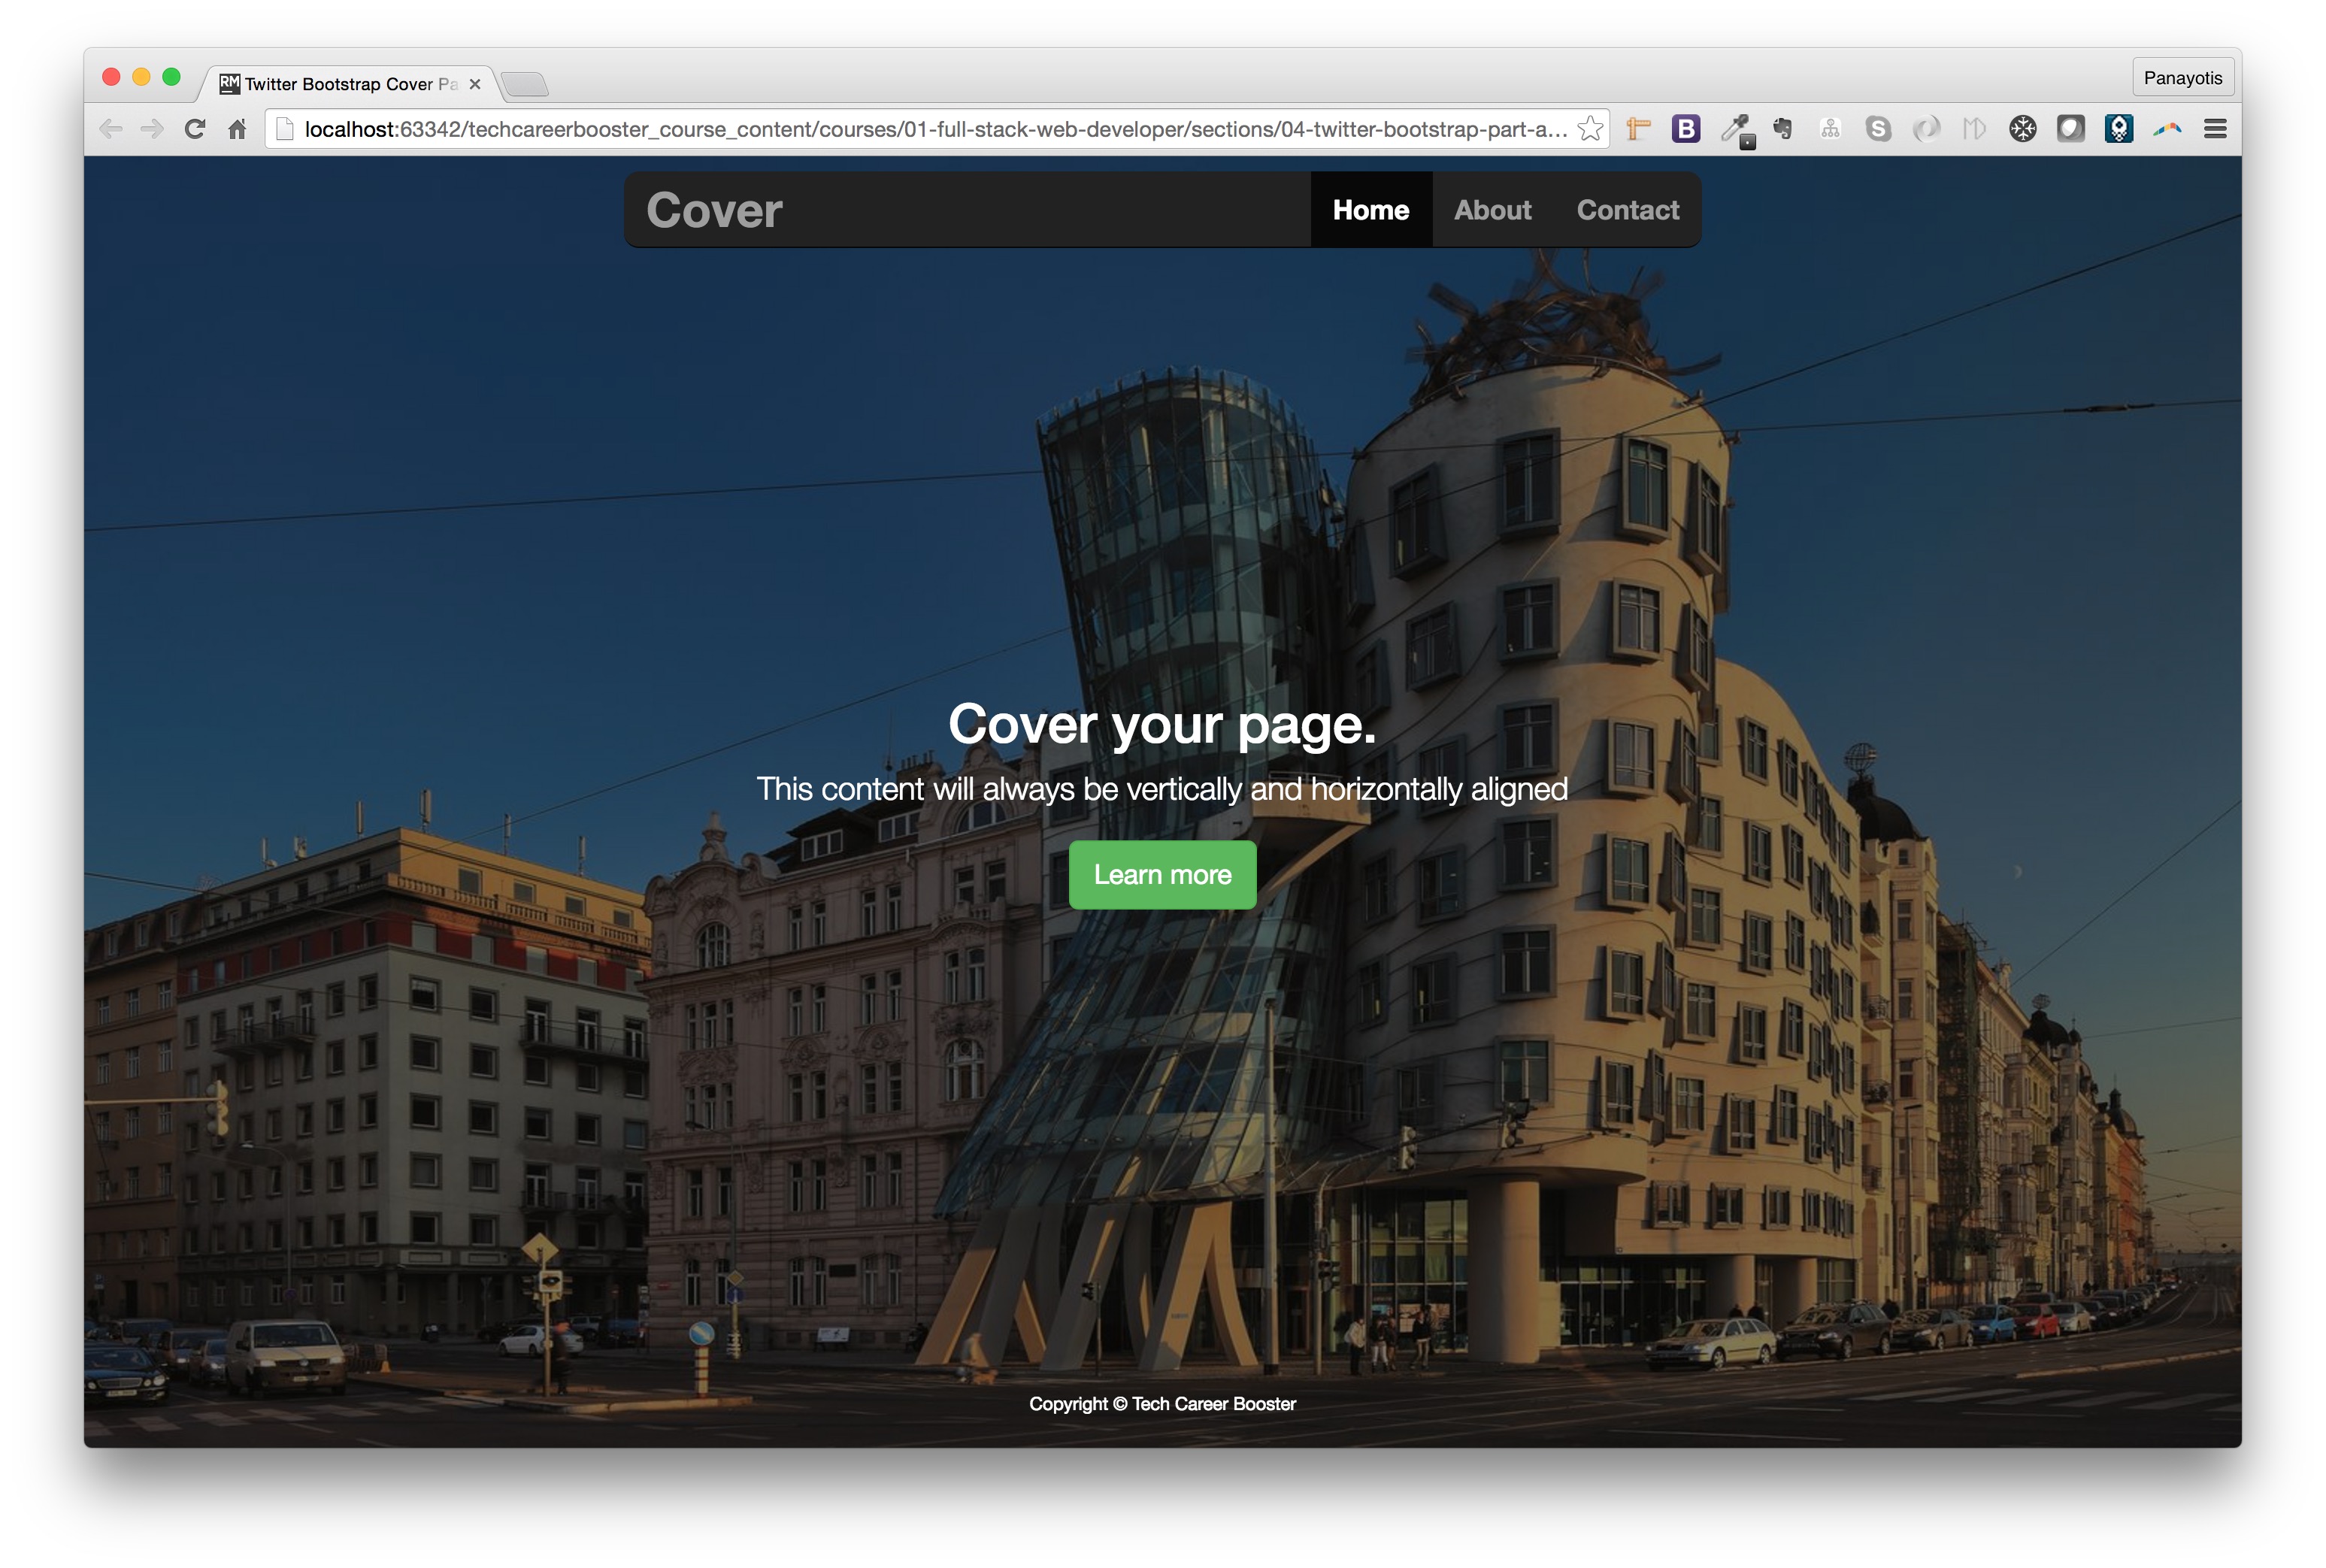 RM Twitter Bootstrap Cover Pa
Panayotis
localhost:63342/techcareerbooster_course_content/courses/01-full-stack-web-developer/sections/04-twitter-bootstrap-part-a...
B
S
Cover
Home
About
Contact
Cover your page.
This content will always be vertically and horizontally aligned
Learn more
Copyright © Tech Career Booster